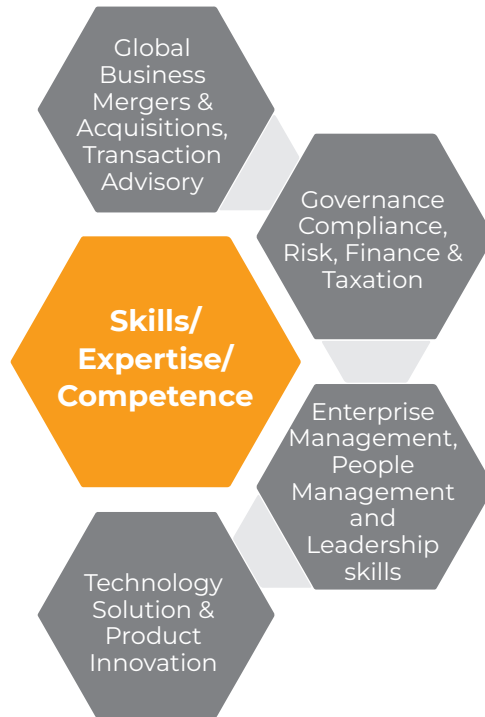 Global
Business
Mergers &
Acquisitions,
Transaction
Advisory
Governance
Compliance,
Risk, Finance &
Taxation
Skills/
Expertise/
Competence
Enterprise
Management,
People
Management
and
Leadership
skills
Technology
Solution &
Product
Innovation